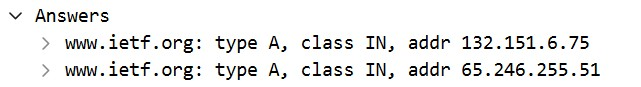 Answers
www.ietf.org: type A, class IN, addr 132.151.6.75
www.ietf.org: type A, class IN, addr 65.246.255.51